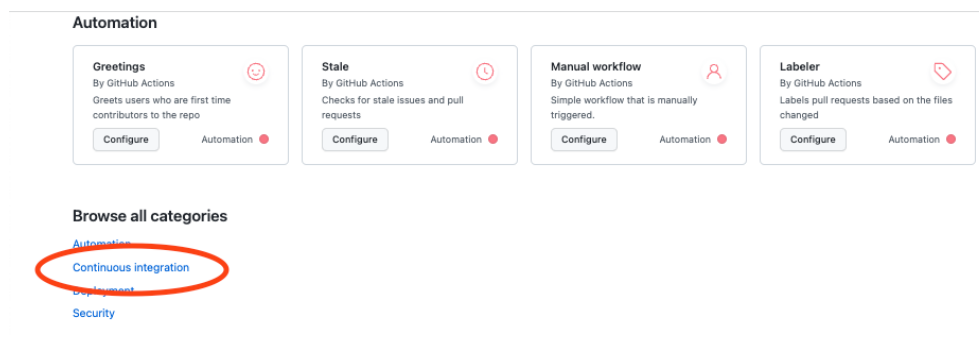 Automation
Greetings
By GitHub Actions
Greets users who are first time
contributors to the repo
Configure
Automation
Stale
By GitHub Actions
Checks for stale issues and pull
requests
Configure
Automation
Manual workflow
By GitHub Actions
Simple workflow that is manually
triggered.
Configure
Automation
Labeler
By GitHub Actions
Labels pull requests based on the files
changed
Configure
Automation
Browse all categories
Automation
Continuous integration
Deployment
Security